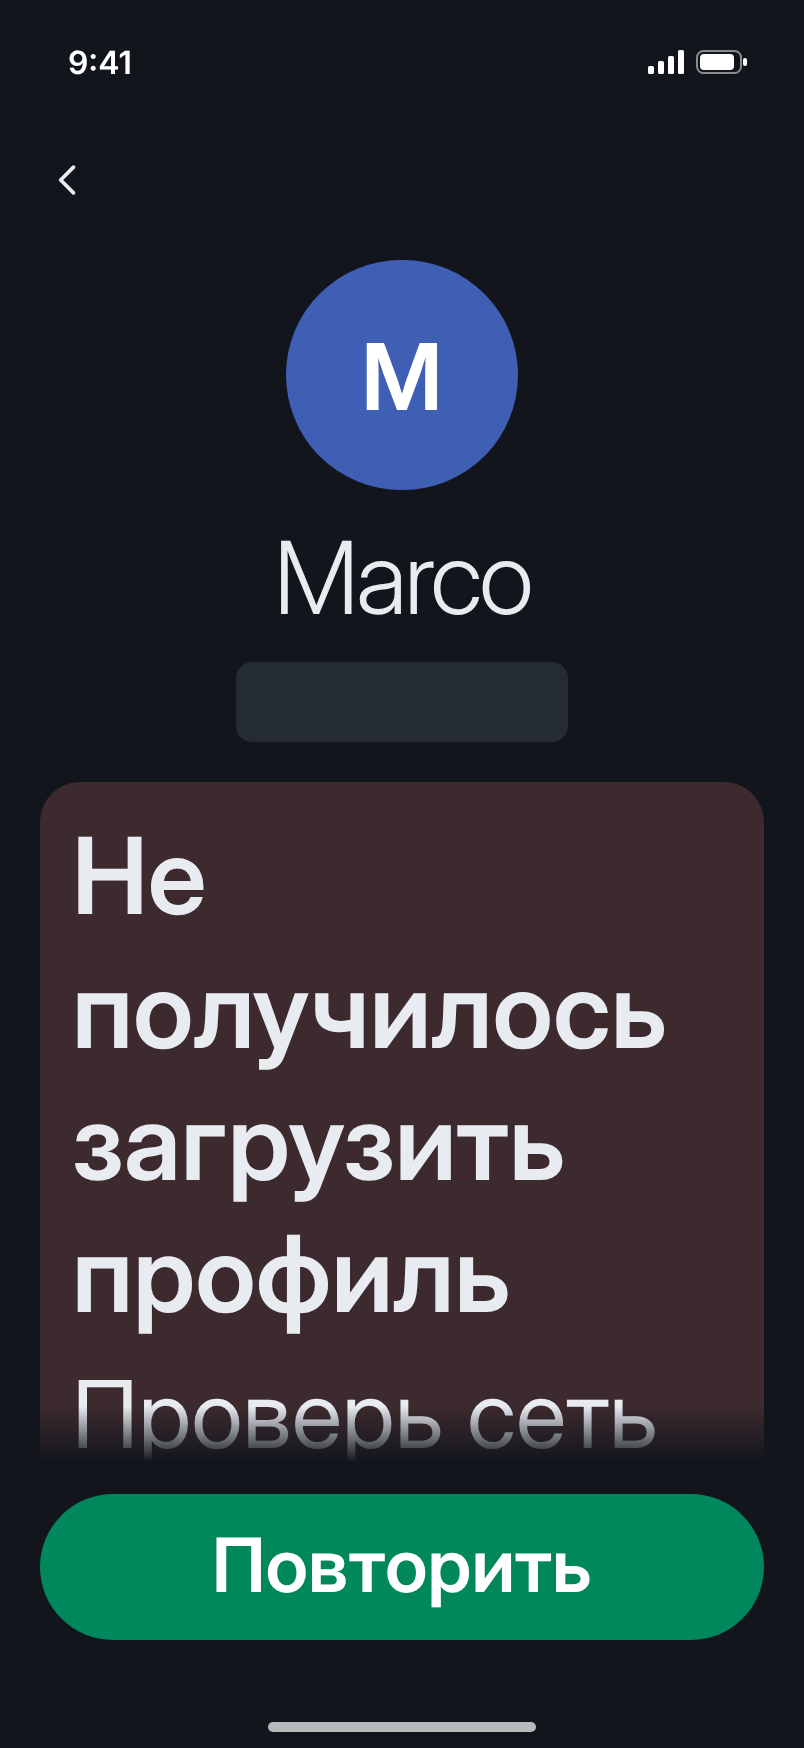 9:41
M
Marco
Не
получилось
загрузить
профиль
Проверь сеть
Повторить